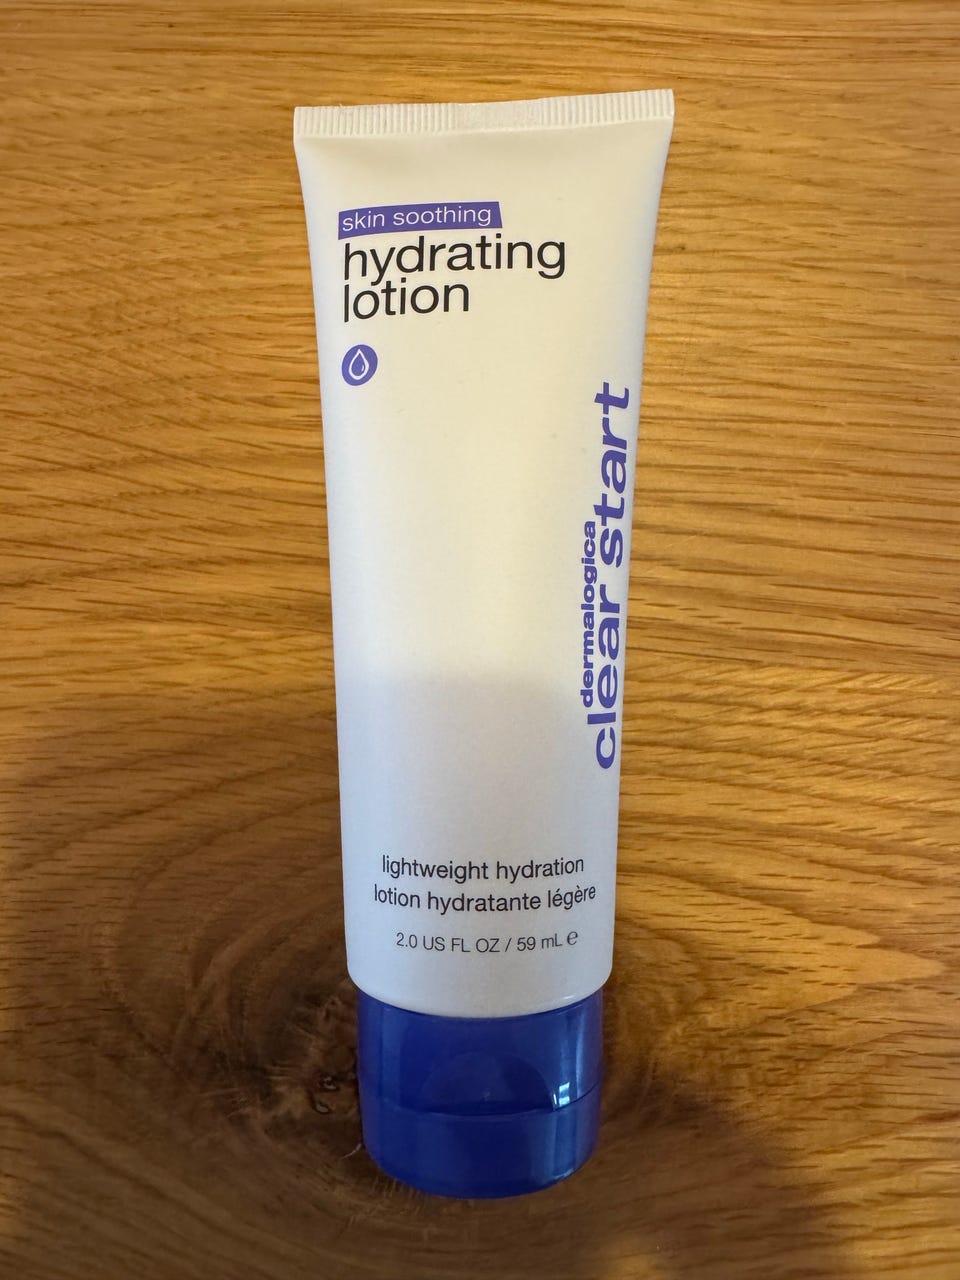 skin soothing
hydrating
lotion
dermalogica
clear start
lightweight hydration
lotion hydratante légère
2.0 US FL OZ / 59 mL ℮